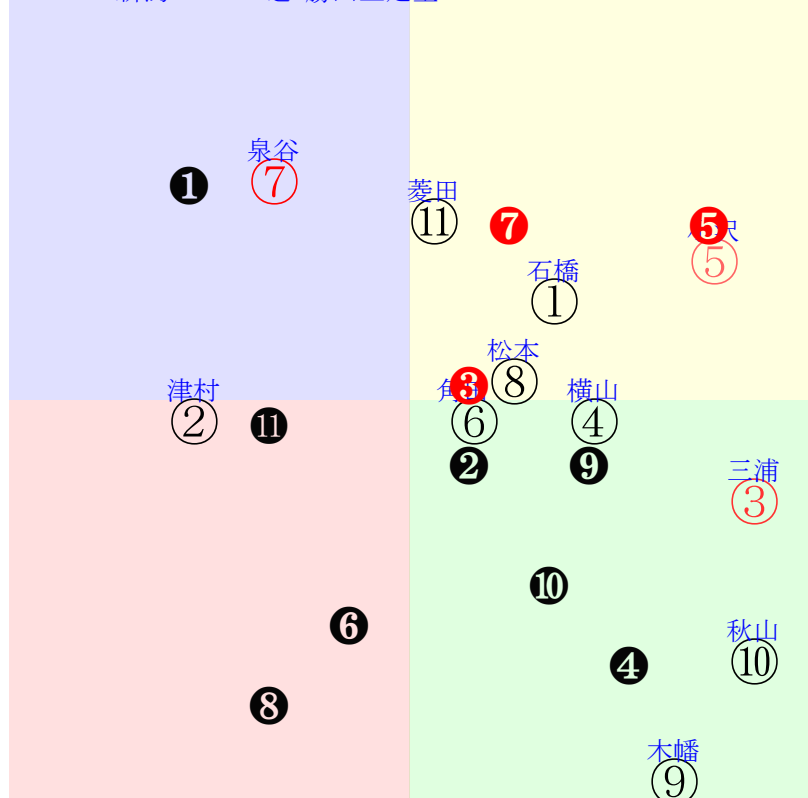 泉谷
❶
⑦
菱田
⑪
❼
❺
⑤
石橋
①
松本
❸
⑧
津村
横山
②
⓫
⑥
④
❷
❾
三浦
③
❿
❻
秋山
❹
⑩
❽
木幡
⑨